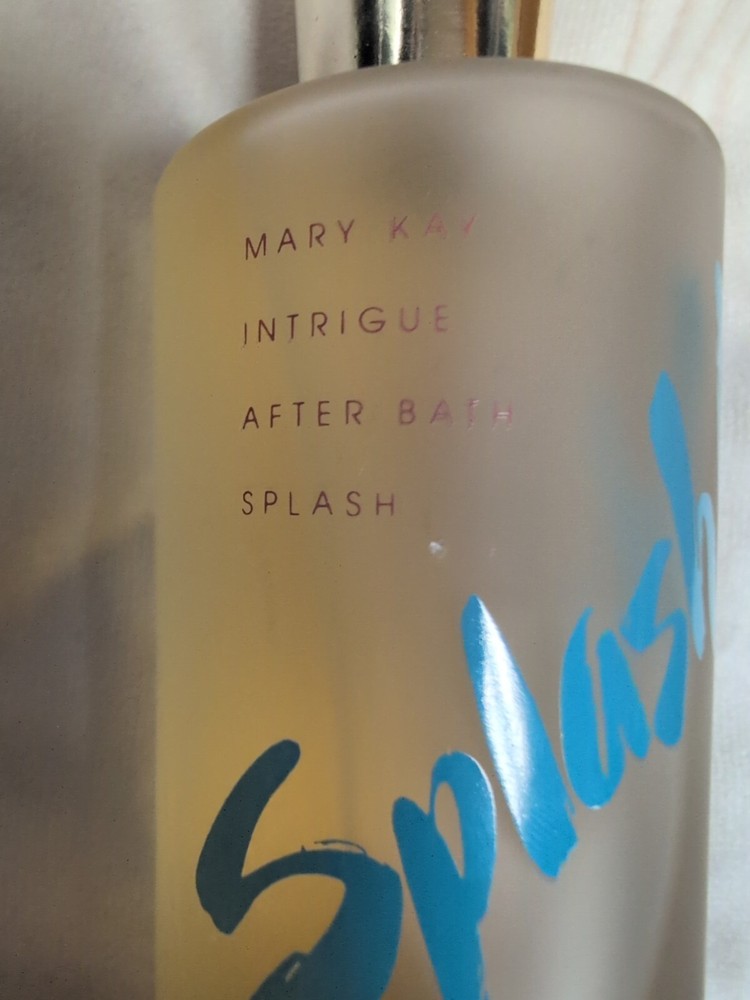 MARY KAY
INTRIGUE
AFTER BATH
SPLASH
Splash